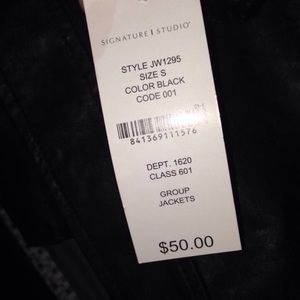 SIGNATURE | STUDIO®
STYLE JW1295
SIZE S
COLOR BLACK
CODE 001
841369111576
DEPT. 1620
CLASS 601
GROUP
JACKETS
$50.00